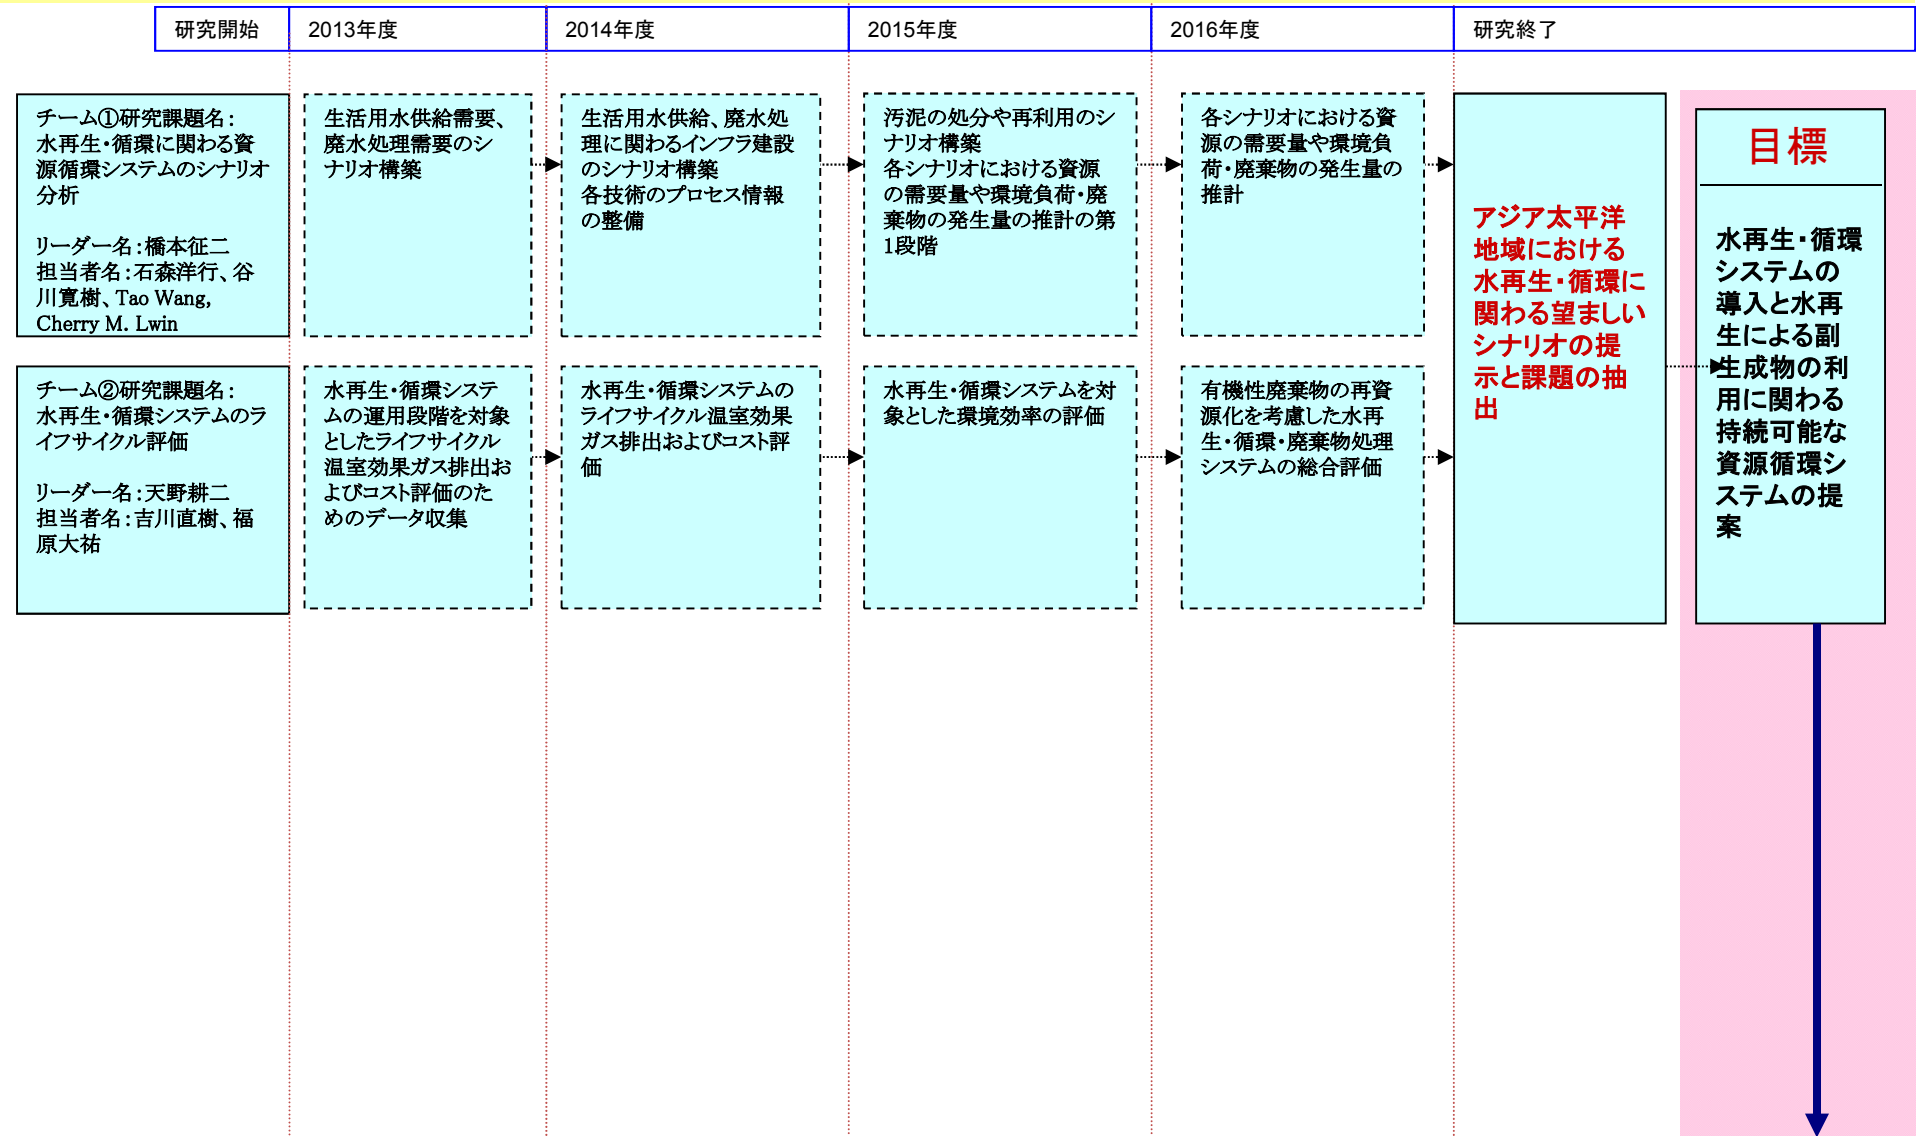 研究開始
2013年度
2014年度
2015年度
2016年度
研究終了
チーム①研究課題名：
水再生・循環に関わる資
源循環システムのシナリオ
分析
リーダー名：橋本征二
担当者名：石森洋行、谷
川寛樹、Tao Wang,
Cherry M. Lwin
生活用水供給需要、
廃水処理需要のシ
ナリオ構築
生活用水供給、廃水処
理に関わるインフラ建設
のシナリオ構築
各技術のプロセス情報
の整備
汚泥の処分や再利用のシ
ナリオ構築
各シナリオにおける資源
の需要量や環境負荷・廃
棄物の発生量の推計の第
1段階
各シナリオにおける資
源の需要量や環境負
荷・廃棄物の発生量の
推計
チーム②研究課題名：
水再生・循環システムのラ
イフサイクル評価
リーダー名：天野耕二
担当者名：吉川直樹、福
原大祐
水再生・循環システ
ムの運用段階を対象
としたライフサイクル
温室効果ガス排出お
よびコスト評価のた
めのデータ収集
水再生・循環システムの
ライフサイクル温室効果
ガス排出およびコスト評
価
水再生・循環システムを対
象とした環境効率の評価
有機性廃棄物の再資
源化を考慮した水再
生・循環・廃棄物処理
システムの総合評価
アジア太平洋
地域における
水再生・循環に
関わる望ましい
シナリオの提
示と課題の抽
出
目標
水再生・循環
システムの
導入と水再
生による副
生成物の利
用に関わる
持続可能な
資源循環シ
ステムの提
案